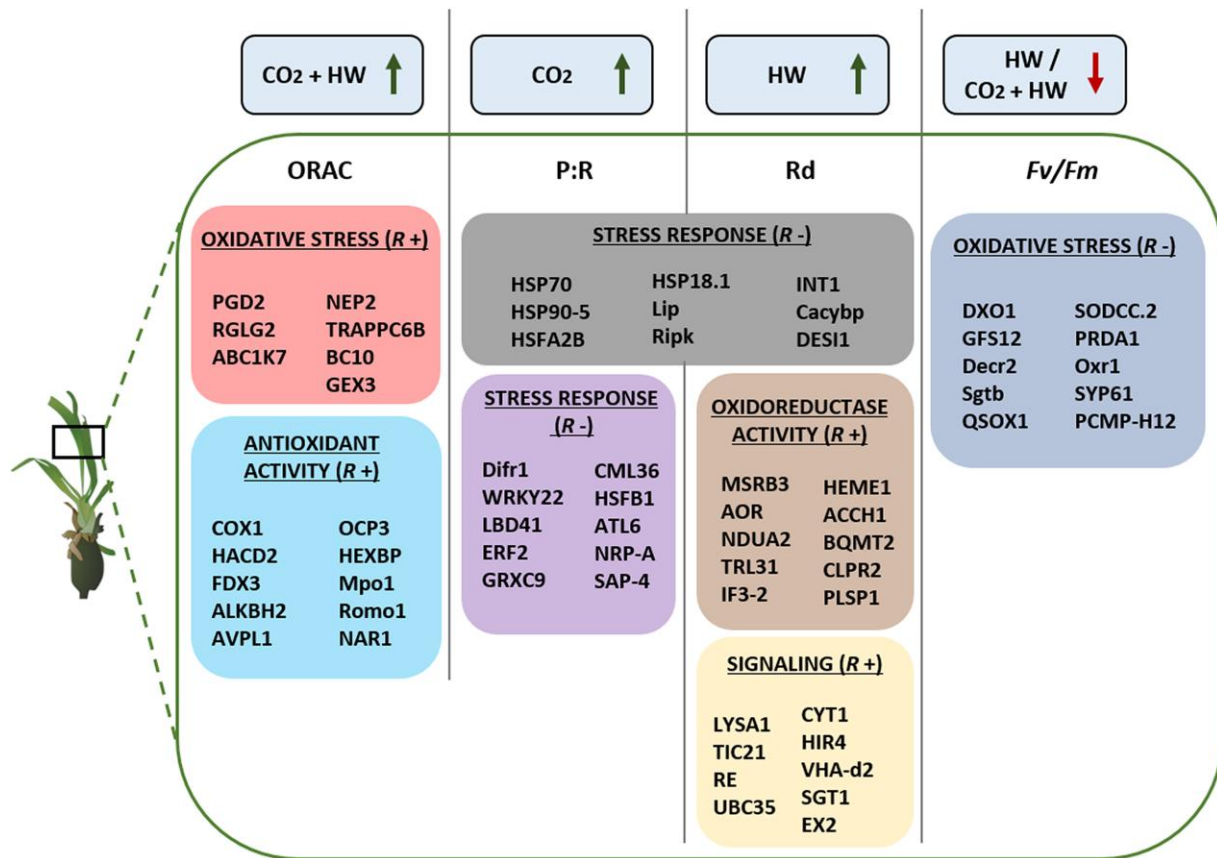 CO2 + HW
CO2
HW
HW /
CO2 + HW
ORAC
P:R
Rd
Fv/Fm
OXIDATIVE STRESS (R +)
PGD2
RGLG2
ABC1K7
NEP2
TRAPPC6B
BC10
GEX3
ANTIOXIDANT
ACTIVITY (R +)
COX1
HACD2
FDX3
ALKBH2
AVPL1
OCP3
HEXBP
Mpo1
Romo1
NAR1
STRESS RESPONSE (R -)
HSP70
HSP90-5
HSFA2B
HSP18.1
Lip
Ripk
INT1
Cacybp
DESI1
STRESS RESPONSE
(R -)
Difr1
WRKY22
LBD41
ERF2
GRXC9
CML36
HSFB1
ATL6
NRP-A
SAP-4
OXIDOREDUCTASE
ACTIVITY (R +)
MSRB3
AOR
NDUA2
TRL31
IF3-2
HEME1
ACCH1
BQMT2
CLPR2
PLSP1
SIGNALING (R +)
LYSA1
TIC21
RE
UBC35
CYT1
HIR4
VHA-d2
SGT1
EX2
OXIDATIVE STRESS (R -)
DXO1
GFS12
Decr2
Sgtb
QSOX1
SODCC.2
PRDA1
Oxr1
SYP61
PCMP-H12